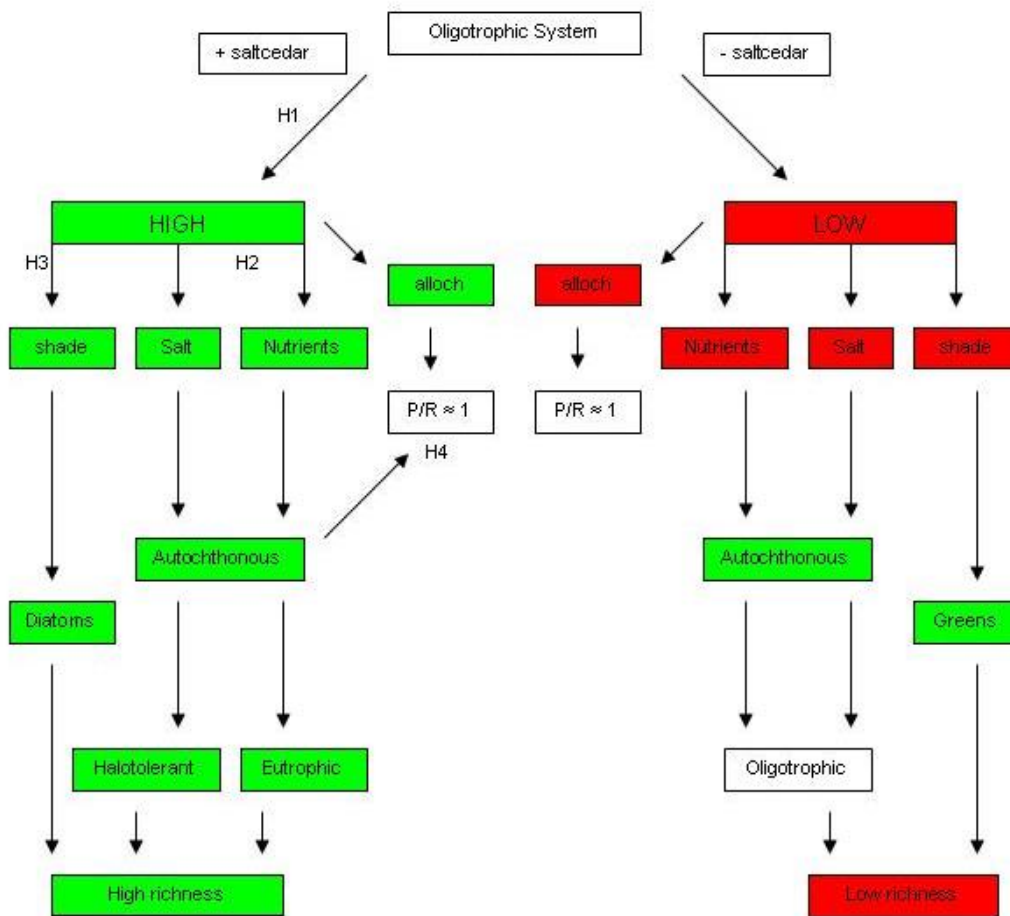 Oligotrophic System
+ saltcedar
- saltcedar
H1
HIGH
LOW
H3
H2
alloch
alloch
shade
Salt
Nutrients
Nutrients
Salt
shade
P/R ≈ 1
P/R ≈ 1
H4
Autochthonous
Autochthonous
Diatoms
Greens
Halotolerant
Eutrophic
Oligotrophic
High richness
Low richness